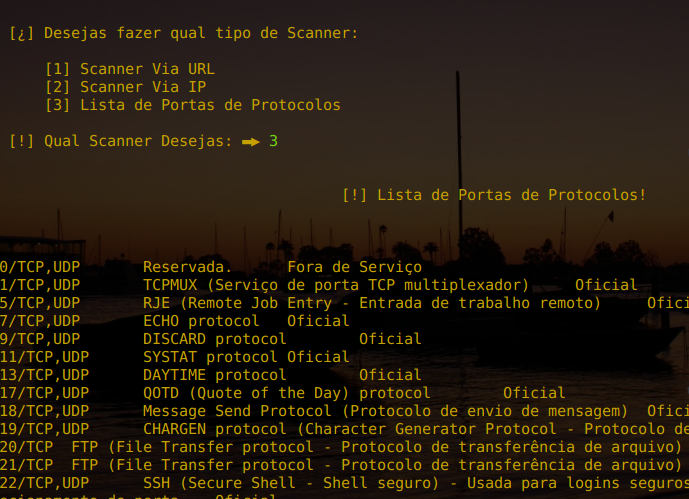 [¿] Desejas fazer qual tipo de Scanner:
[1] Scanner Via URL
[2] Scanner Via IP
[3] Lista de Portas de Protocolos
[!] Qual Scanner Desejas: ➨ 3
[!] Lista de Portas de Protocolos!
0/TCP,UDP Reservada. Fora de Serviço
1/TCP,UDP TCPMUX (Serviço de porta TCP multiplexador) Oficial
5/TCP,UDP RJE (Remote Job Entry - Entrada de trabalho remoto) Ofici
7/TCP,UDP ECHO protocol Oficial
9/TCP,UDP DISCARD protocol Oficial
11/TCP,UDP SYSTAT protocol Oficial
13/TCP,UDP DAYTIME protocol Oficial
17/TCP,UDP QOTD (Quote of the Day) protocol Oficial
18/TCP,UDP Message Send Protocol (Protocolo de envio de mensagem) Ofici
19/TCP,UDP CHARGEN protocol (Character Generator Protocol - Protocolo de
20/TCP FTP (File Transfer protocol - Protocolo de transferência de arquivo)
21/TCP FTP (File Transfer protocol - Protocolo de transferência de arquivo)
22/TCP,UDP SSH (Secure Shell - Shell seguro) - Usada para logins seguros
cionamento de porta Oficial